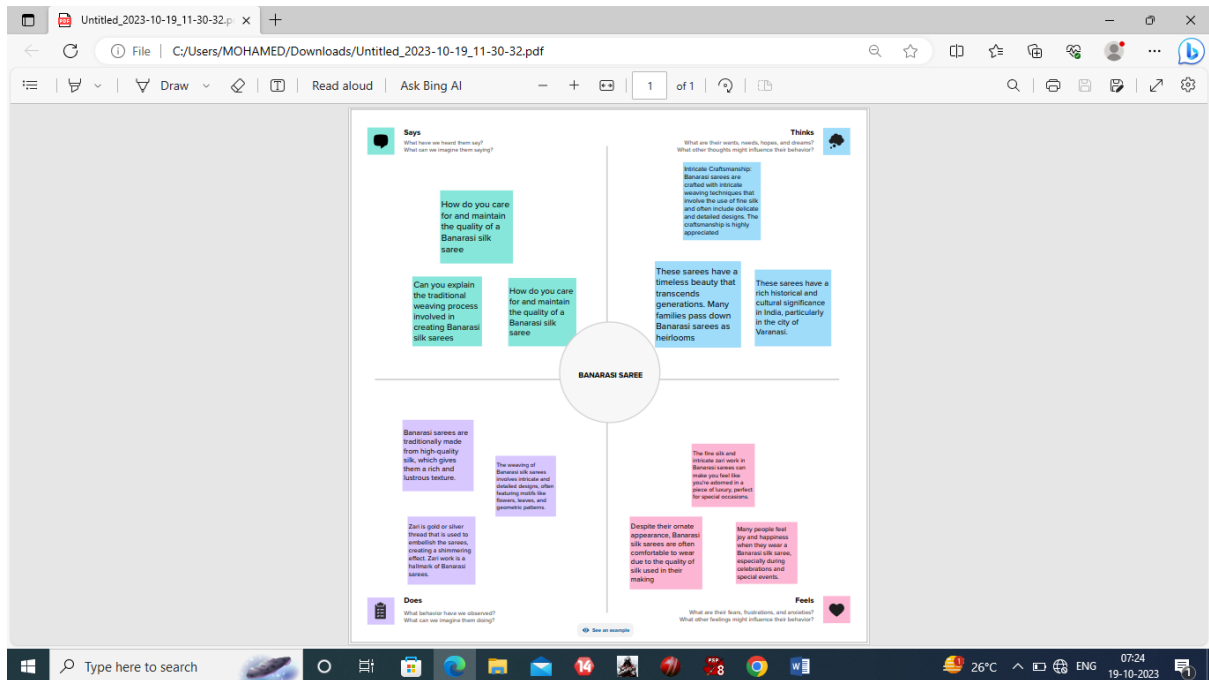 Untitled_2023-10-19_11-30-32.p
File
C:/Users/MOHAMED/Downloads/Untitled_2023-10-19_11-30-32.pdf
Draw
Read aloud
Ask Bing AI
1
of 1
Says
What have we heard them say?
What can we imagine them saying?
Thinks
What are their wants, needs, hopes, and dreams?
What other thoughts might influence their behavior?
How do you care
for and maintain
the quality of a
Banarasi silk
saree
Can you explain
the traditional
weaving process
involved in
creating Banarasi
silk sarees
How do you care
for and maintain
the quality of a
Banarasi silk
saree
Intricate Craftsmanship:
Banarasi sarees are
crafted with intricate
weaving techniques that
involve the use of fine silk
and often include delicate
and detailed designs. The
craftsmanship is highly
appreciated
These sarees have a
timeless beauty that
transcends
generations. Many
families pass down
Banarasi sarees as
heirlooms
These sarees have a
rich historical and
cultural significance
in India, particularly
in the city of
Varanasi.
BANARASI SAREE
Banarasi sarees are
traditionally made
from high-quality
silk, which gives
them a rich and
lustrous texture.
The weaving of
Banarasi silk sarees
involves intricate and
detailed designs, often
featuring motifs like
flowers, leaves, and
geometric patterns.
Zari is gold or silver
thread that is used to
embellish the sarees,
creating a shimmering
effect. Zari work is a
hallmark of Banarasi
sarees.
The fine silk and
intricate zari work in
Banarasi sarees can
make you feel like
you're adorned in a
piece of luxury, perfect
for special occasions.
Despite their ornate
appearance, Banarasi
silk sarees are often
comfortable to wear
due to the quality of
silk used in their
making
Many people feel
joy and happiness
when they wear a
Banarasi silk saree,
especially during
celebrations and
special events.
Does
What behavior have we observed?
What can we imagine them doing?
Feels
What are their fears, frustrations, and anxieties?
What other feelings might influence their behavior?
See an example
Type here to search
14
PSP
8
26°C
ENG
07:24
19-10-2023
1